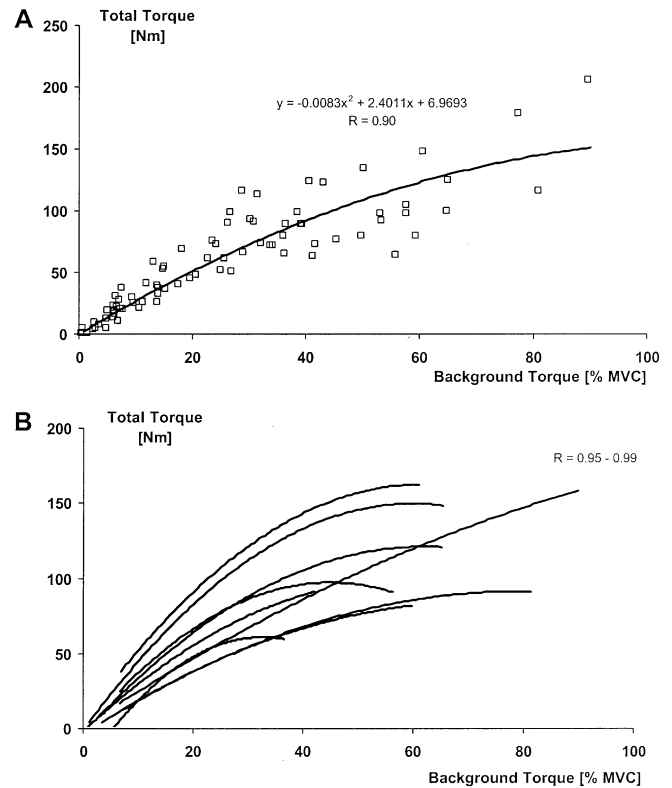 A
Total Torque
[Nm]
250
200
150
100
50
0
y = -0.0083x² + 2.4011x + 6.9693
R = 0.90
0 20 40 60 80 100
Background Torque [% MVC]
B
Total Torque
[Nm]
200
150
100
50
0
R = 0.95 - 0.99
0 20 40 60 80 100
Background Torque [% MVC]